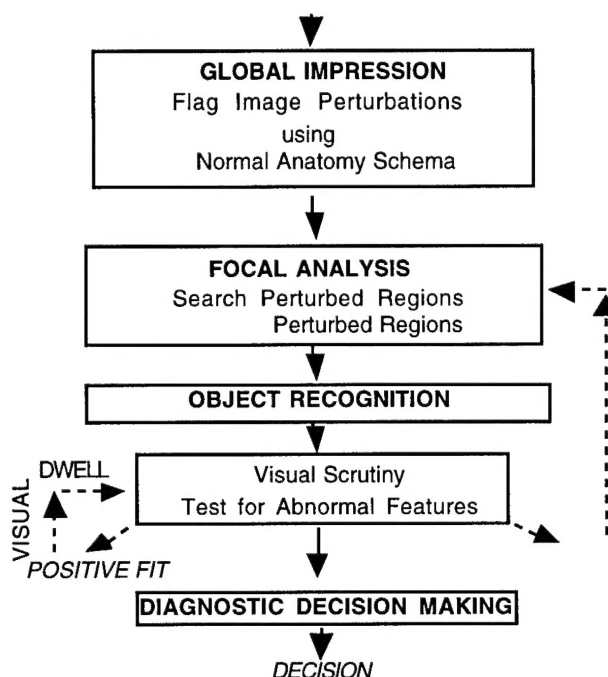 GLOBAL IMPRESSION
Flag Image Perturbations
using
Normal Anatomy Schema
FOCAL ANALYSIS
Search Perturbed Regions
Perturbed Regions
OBJECT RECOGNITION
Visual Scrutiny
Test for Abnormal Features
VISUAL
DWELL
POSITIVE FIT
DIAGNOSTIC DECISION MAKING
DECISION